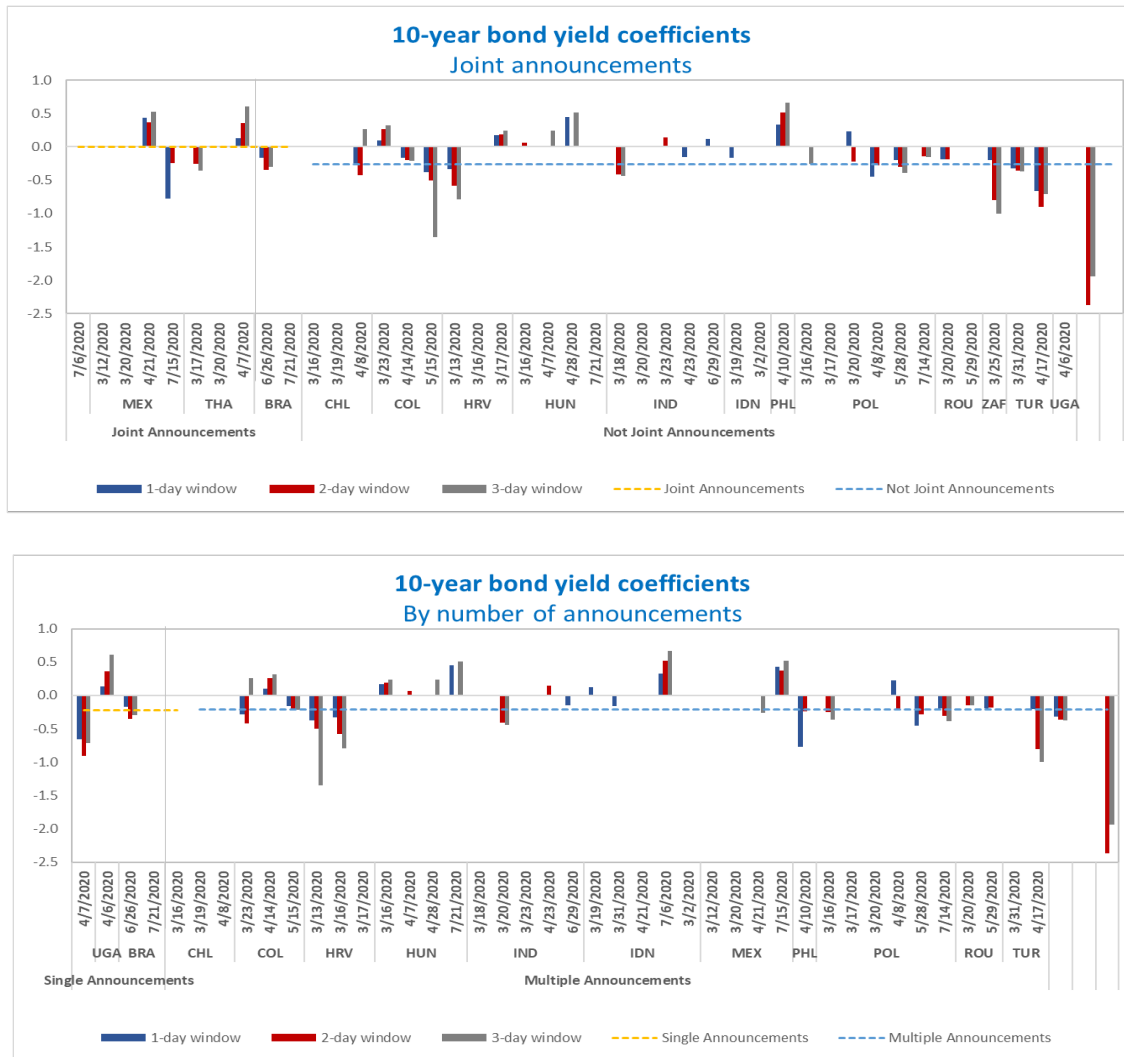 10-year bond yield coefficients
Joint announcements
1.0
0.5
0.0
-0.5
-1.0
-1.5
-2.0
-2.5
7/6/2020 3/12/2020 3/20/2020 4/21/2020 7/15/2020 3/17/2020 3/20/2020 4/7/2020 6/26/2020 7/21/2020 3/16/2020 3/19/2020 4/8/2020 3/23/2020 4/14/2020 5/15/2020 3/13/2020 3/16/2020 3/17/2020 3/16/2020 4/7/2020 4/28/2020 7/21/2020 3/18/2020 3/20/2020 3/23/2020 4/23/2020 6/29/2020 3/19/2020 3/2/2020 4/10/2020 3/16/2020 3/17/2020 3/20/2020 4/8/2020 5/28/2020 7/14/2020 3/20/2020 5/29/2020 3/25/2020 3/31/2020 4/17/2020 4/6/2020
MEX THA BRA CHL COL HRV HUN IND IDN PHL POL ROU ZAF TUR UGA
Joint Announcements Not Joint Announcements
1-day window 2-day window 3-day window Joint Announcements Not Joint Announcements
10-year bond yield coefficients
By number of announcements
1.0
0.5
0.0
-0.5
-1.0
-1.5
-2.0
-2.5
4/7/2020 4/6/2020 6/26/2020 7/21/2020 3/16/2020 3/19/2020 4/8/2020 3/23/2020 4/14/2020 5/15/2020 3/13/2020 3/16/2020 3/17/2020 3/16/2020 4/7/2020 4/28/2020 7/21/2020 3/18/2020 3/20/2020 3/23/2020 4/23/2020 6/29/2020 3/19/2020 3/31/2020 4/21/2020 7/6/2020 3/2/2020 3/12/2020 3/20/2020 4/21/2020 4/10/2020 3/16/2020 3/17/2020 3/20/2020 4/8/2020 5/28/2020 7/14/2020 3/20/2020 5/29/2020 3/31/2020 4/17/2020
UGA BRA CHL COL HRV HUN IND IDN MEX PHL POL ROU TUR
Single Announcements Multiple Announcements
1-day window 2-day window 3-day window Single Announcements Multiple Announcements